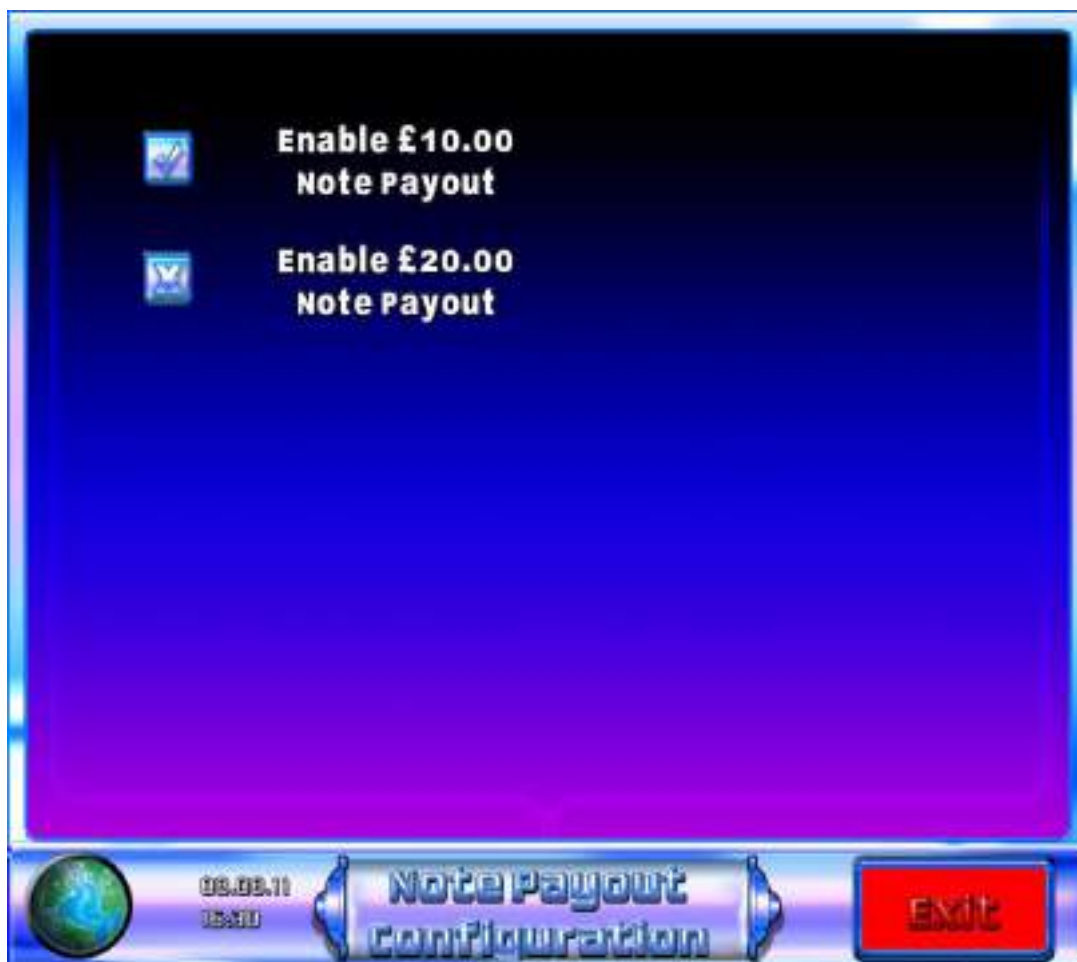 Enable £10.00
Note Payout
Enable £20.00
Note Payout
Note Payout
Configuration
Exit